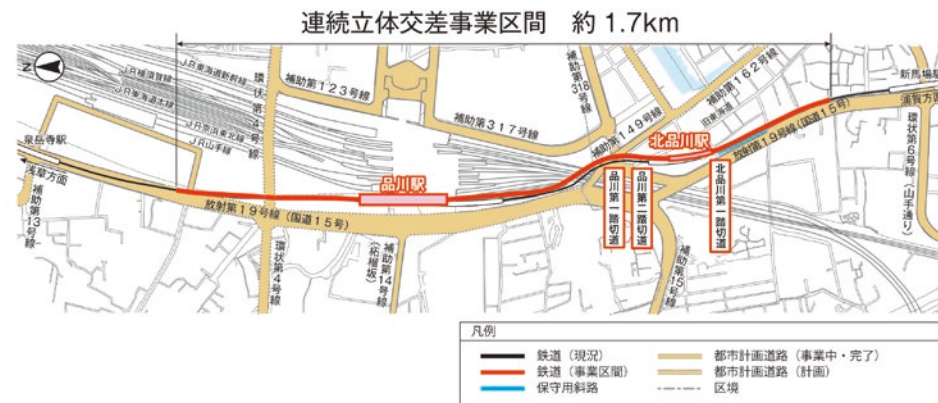 連続立体交差事業区間 約 1.7km
Z
JR横須賀線
JR東海道新幹線
JR東海道本線
JR京浜東北線
JR山手線
環状第4号線
補助第123号線
補助第317号線
補助第318号線
補助第149号線
補助第162号線
旧東海道
新馬場駅
浦賀方面
泉岳寺駅
浅草方面
補助第13号線
放射第19号線(国道15号)
品川駅
北品川駅
放射第19号線(国道15号)
環状第6号線(山手通り)
品川第一踏切道
品川第二踏切道
北品川第一踏切道
環状第4号線
補助第14号線
(柘榴坂)
補助第15号線
凡例
鉄道(現況)
都市計画道路(事業中・完了)
鉄道(事業区間)
都市計画道路(計画)
保守用斜路
区境